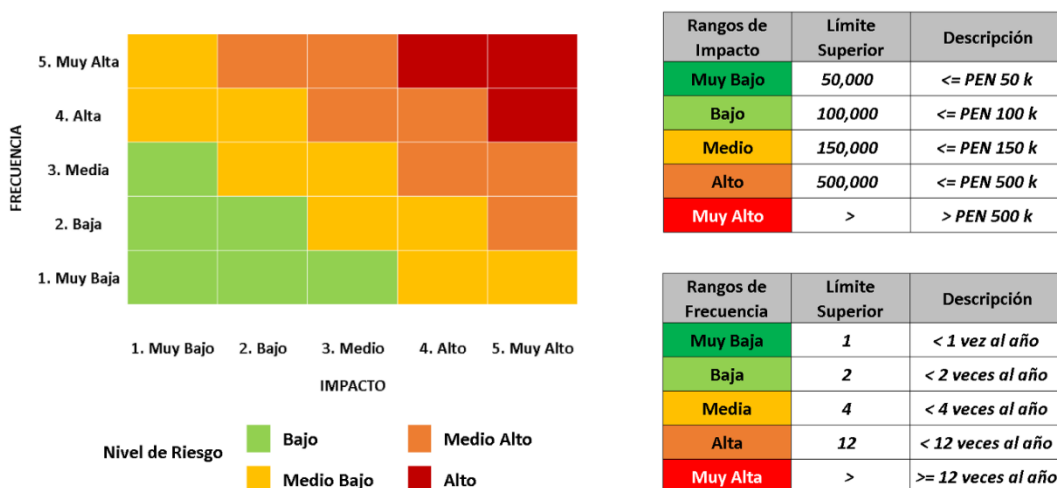 FRECUENCIA
5. Muy Alta
4. Alta
3. Media
2. Baja
1. Muy Baja
1. Muy Bajo 2. Bajo 3. Medio 4. Alto 5. Muy Alto
IMPACTO
Nivel de Riesgo
Bajo
Medio Alto
Medio Bajo
Alto
Rangos de Impacto Límite Superior Descripción
Muy Bajo 50,000 <= PEN 50 k
Bajo 100,000 <= PEN 100 k
Medio 150,000 <= PEN 150 k
Alto 500,000 <= PEN 500 k
Muy Alto > > PEN 500 k
Rangos de Frecuencia Límite Superior Descripción
Muy Baja 1 < 1 vez al año
Baja 2 < 2 veces al año
Media 4 < 4 veces al año
Alta 12 < 12 veces al año
Muy Alta > >= 12 veces al año